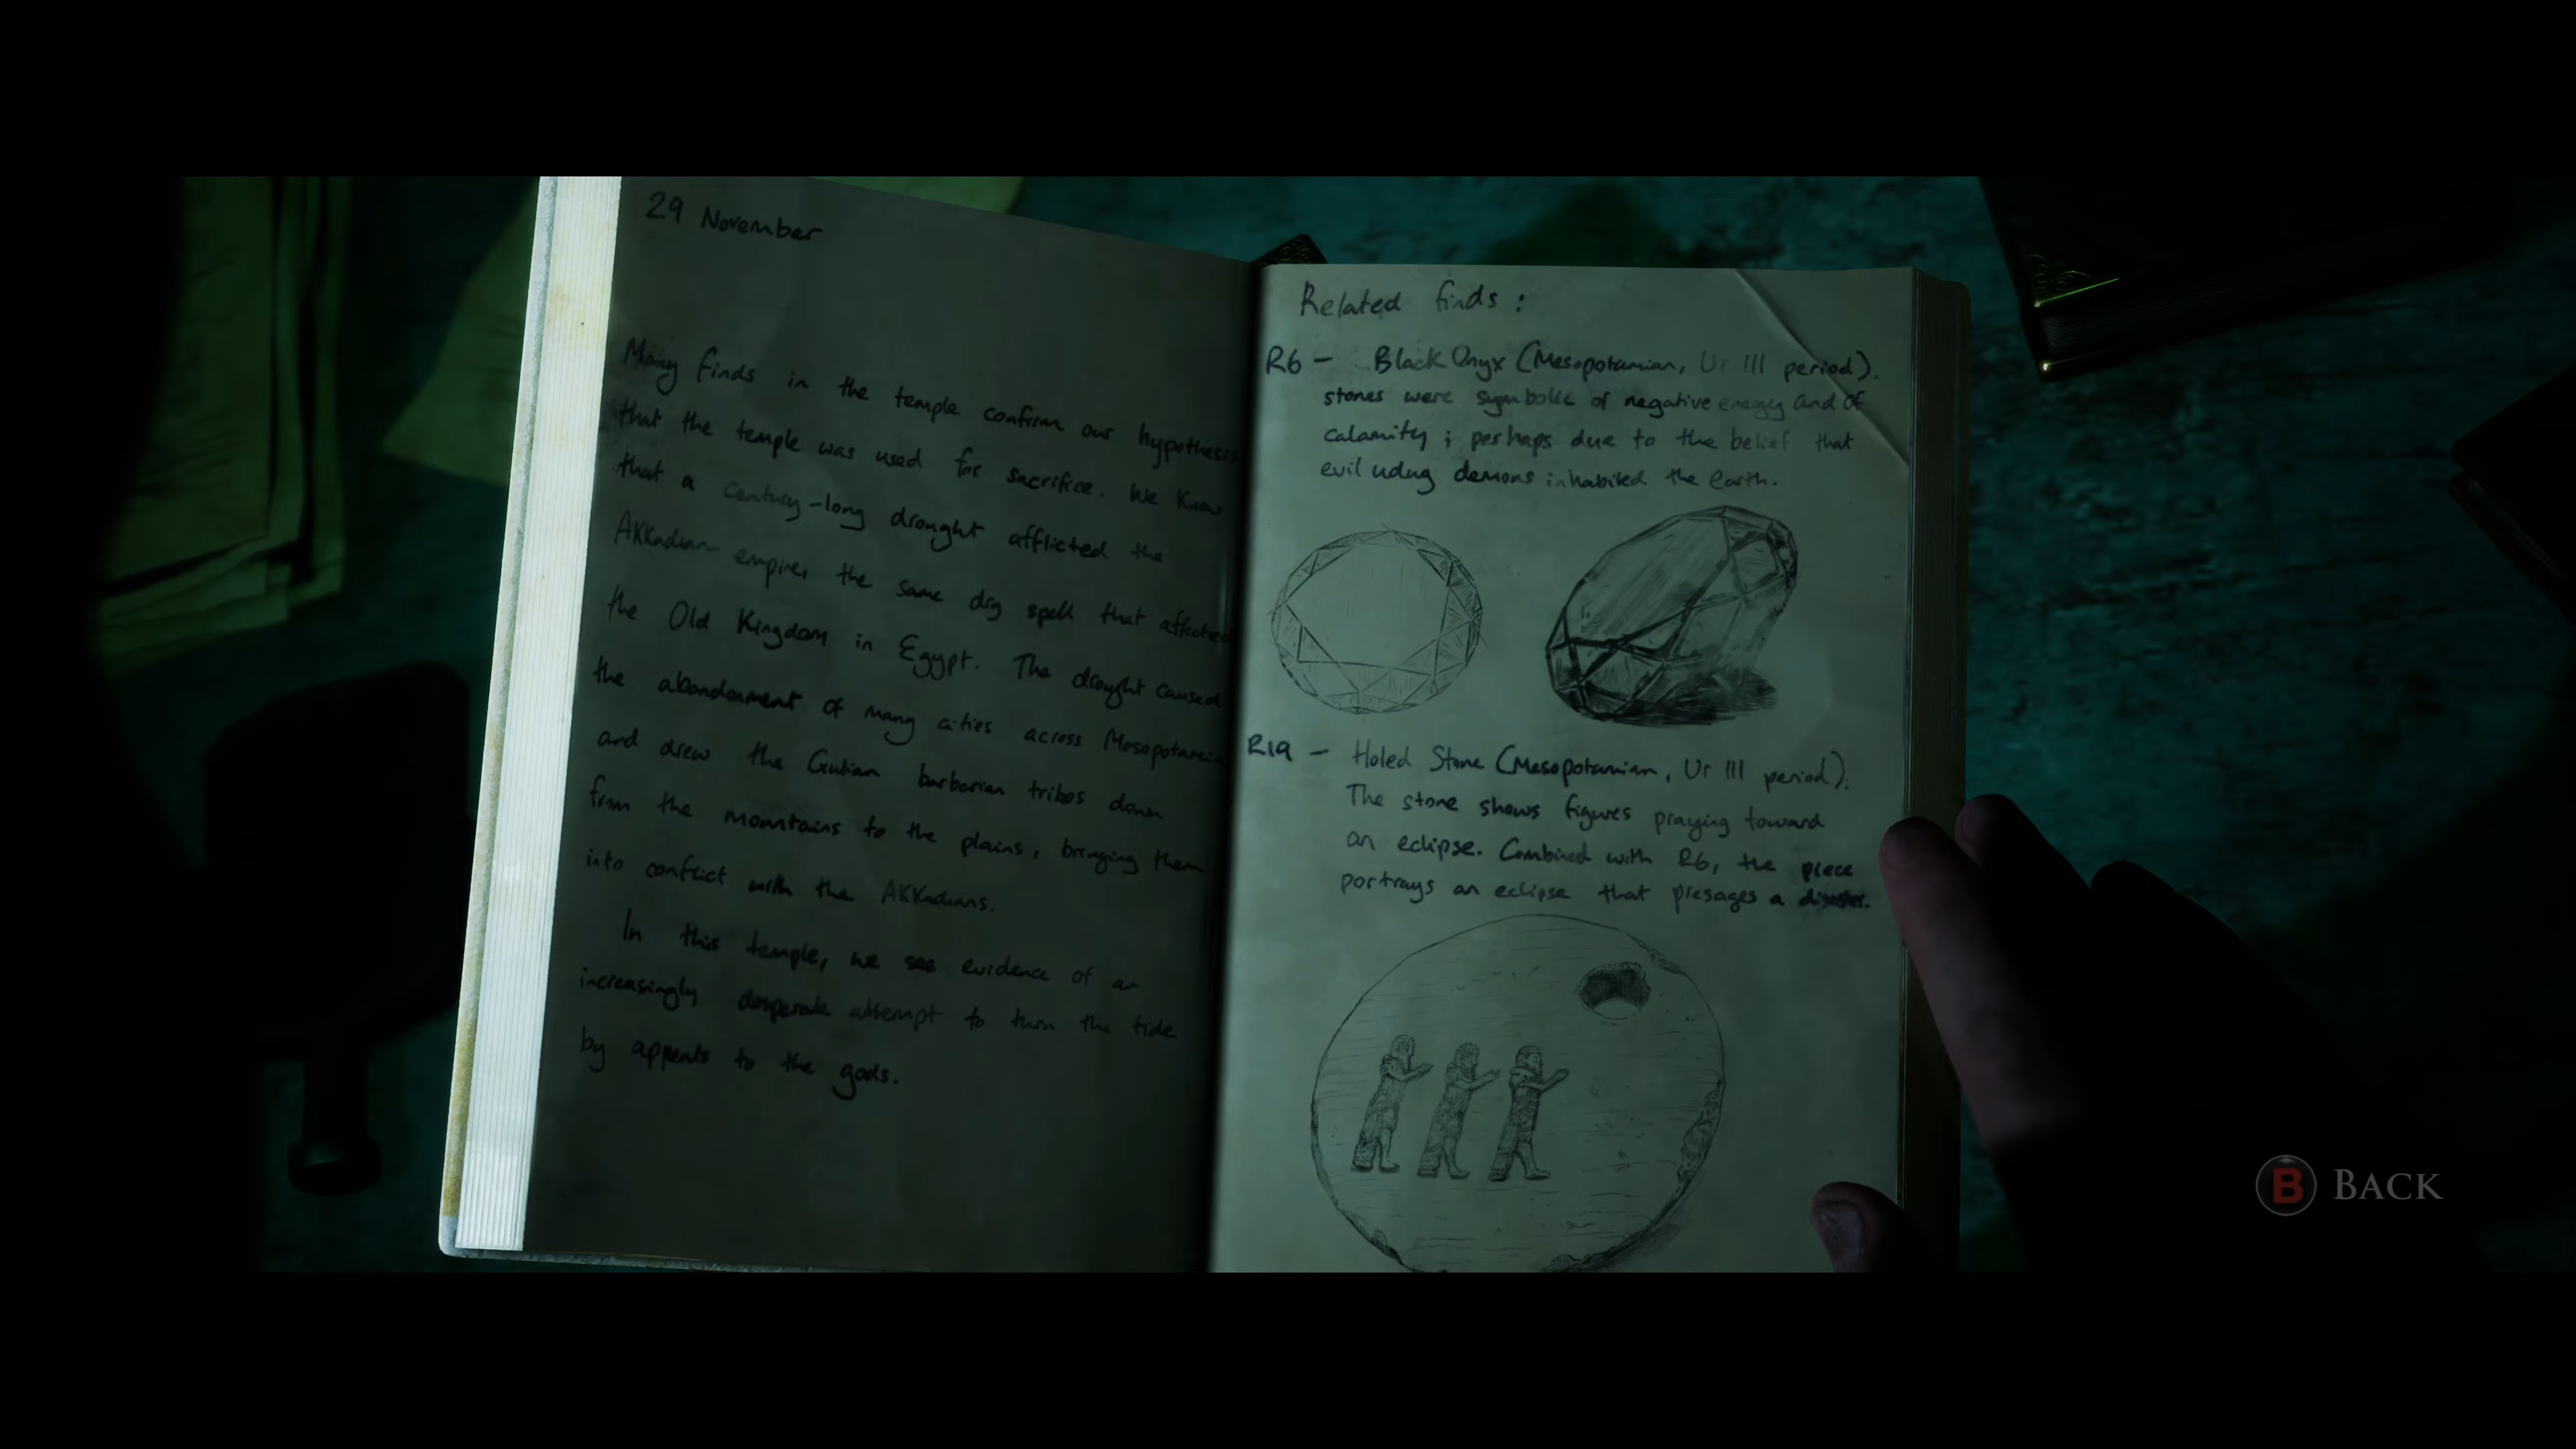 29 November
Many finds in the temple confirm our hypothesis
that the temple was used for sacrifice. We know
that a century-long drought afflicted the
Akkadian empire, the same dry spell that affected
the Old Kingdom in Egypt. The drought caused
the abandonment of many cities across Mesopotamia
and drew the Gutian barbarian tribes down
from the mountains to the plains, bringing them
into conflict with the Akkadians.
In this temple, we see evidence of an
increasingly desperate attempt to turn the tide
by appeals to the gods.
Related finds:
R6 - Black Onyx (Mesopotamian, Ur III period).
stones were symbolic of negative energy and of
calamity; perhaps due to the belief that
evil udug demons inhabited the earth.
R19 - Holed Stone (Mesopotamian, Ur III period).
The stone shows figures praying toward
an eclipse. Combined with R6, the piece
portrays an eclipse that presages a disaster.
B BACK